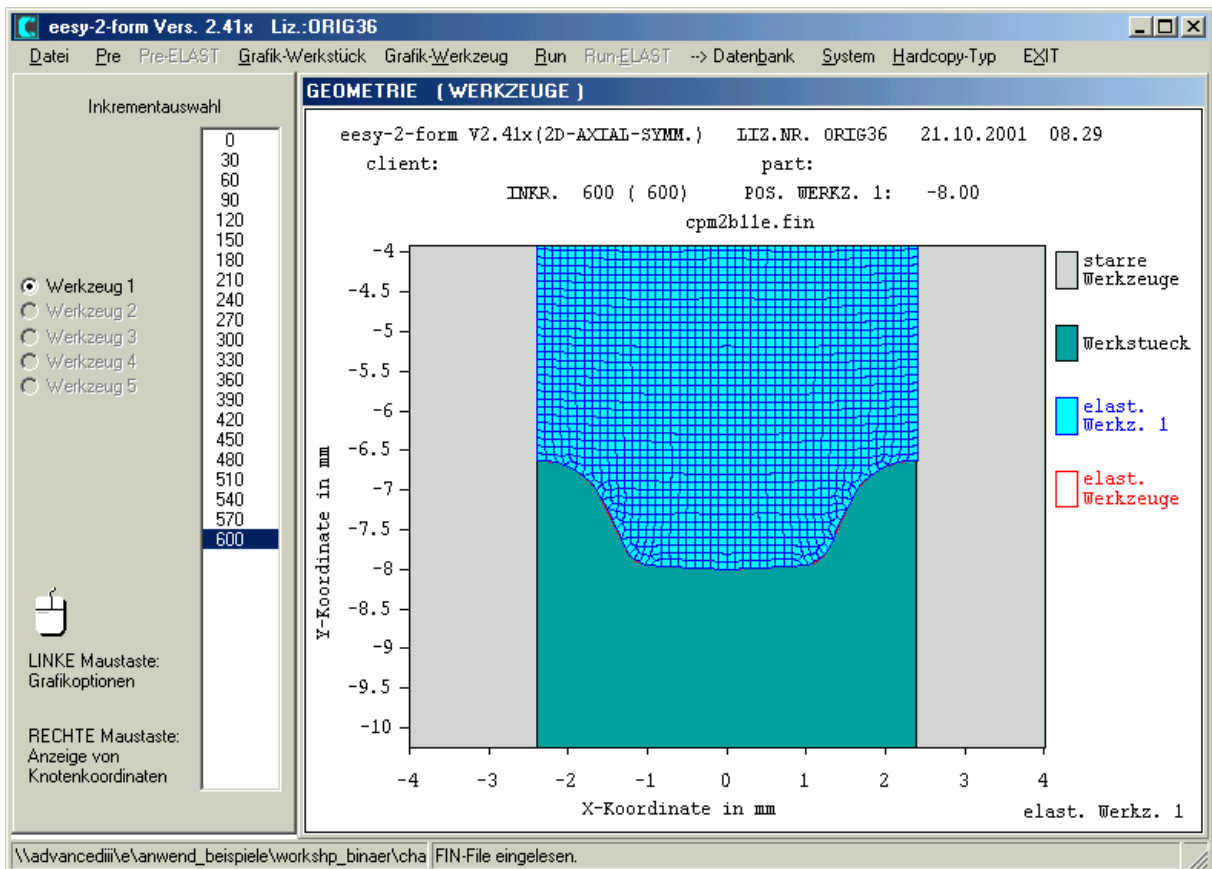 eesy-2-form Vers. 2.41x Liz.:ORIG36
Datei Pre Pre-ELAST Grafik-Werkstück Grafik-Werkzeug Run Run-ELAST --> Datenbank System Hardcopy-Typ EXIT
Inkrementauswahl
0
30
60
90
120
150
180
210
240
270
300
330
360
390
420
450
480
510
540
570
600
Werkzeug 1
Werkzeug 2
Werkzeug 3
Werkzeug 4
Werkzeug 5
LINKE Maustaste:
Grafikoptionen
RECHTE Maustaste:
Anzeige von
Knotenkoordinaten
GEOMETRIE ( WERKZEUGE )
eesy-2-form V2.41x(2D-AXIAL-SYMM.) LIZ.NR. ORIG36 21.10.2001 08.29
client: part:
INKR. 600 ( 600) POS. WERKZ. 1: -8.00
cpm2b11e.fin
-4
-4.5
-5
-5.5
-6
-6.5
-7
-7.5
-8
-8.5
-9
-9.5
-10
Y-Koordinate in mm
-4 -3 -2 -1 0 1 2 3 4
X-Koordinate in mm
elast. Werkz. 1
starre
Werkzeuge
Werkstueck
elast.
Werkz. 1
elast.
Werkzeuge
\\advancediii\e\anwend_beispiele\workshp_binaer\cha
FIN-File eingelesen.